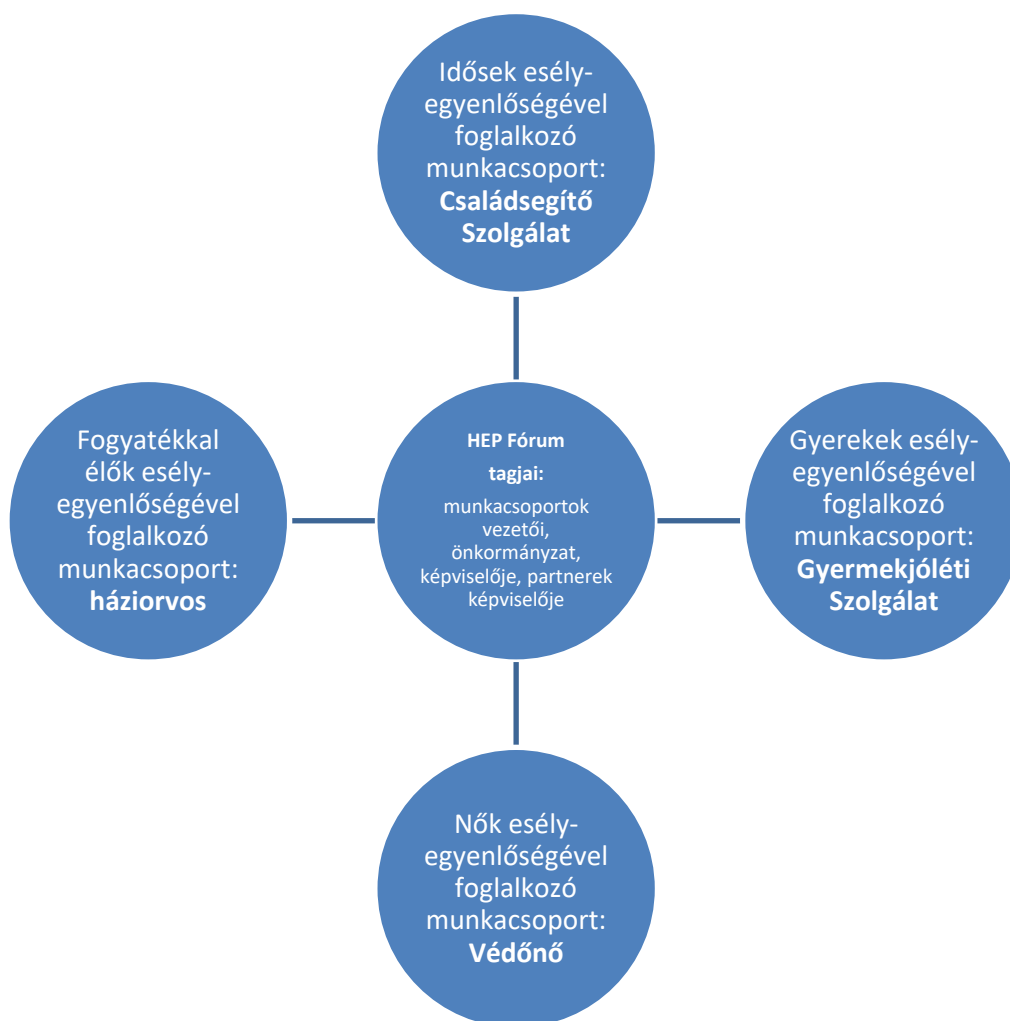 Idősek esély-
egyenlőségével
foglalkozó
munkacsoport:
Családsegítő
Szolgálat
Fogyatékkal
élők esély-
egyenlőségével
foglalkozó
munkacsoport:
háziorvos
HEP Fórum
tagjai:
munkacsoportok
vezetői,
önkormányzat,
képviselője, partnerek
képviselője
Gyerekek esély-
egyenlőségével
foglalkozó
munkacsoport:
Gyermekjóléti
Szolgálat
Nők esély-
egyenlőségével
foglalkozó
munkacsoport:
Védőnő